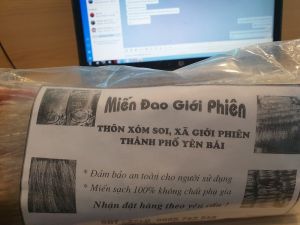 Miến Đao Giới Phiên
THÔN XÓM SOI, XÃ GIỚI PHIÊN
THÀNH PHỐ YÊN BÁI
* Đảm bảo an toàn cho người sử dụng
* Miến sạch 100% không chất phụ gia
Nhận đặt hàng theo yêu cầu !